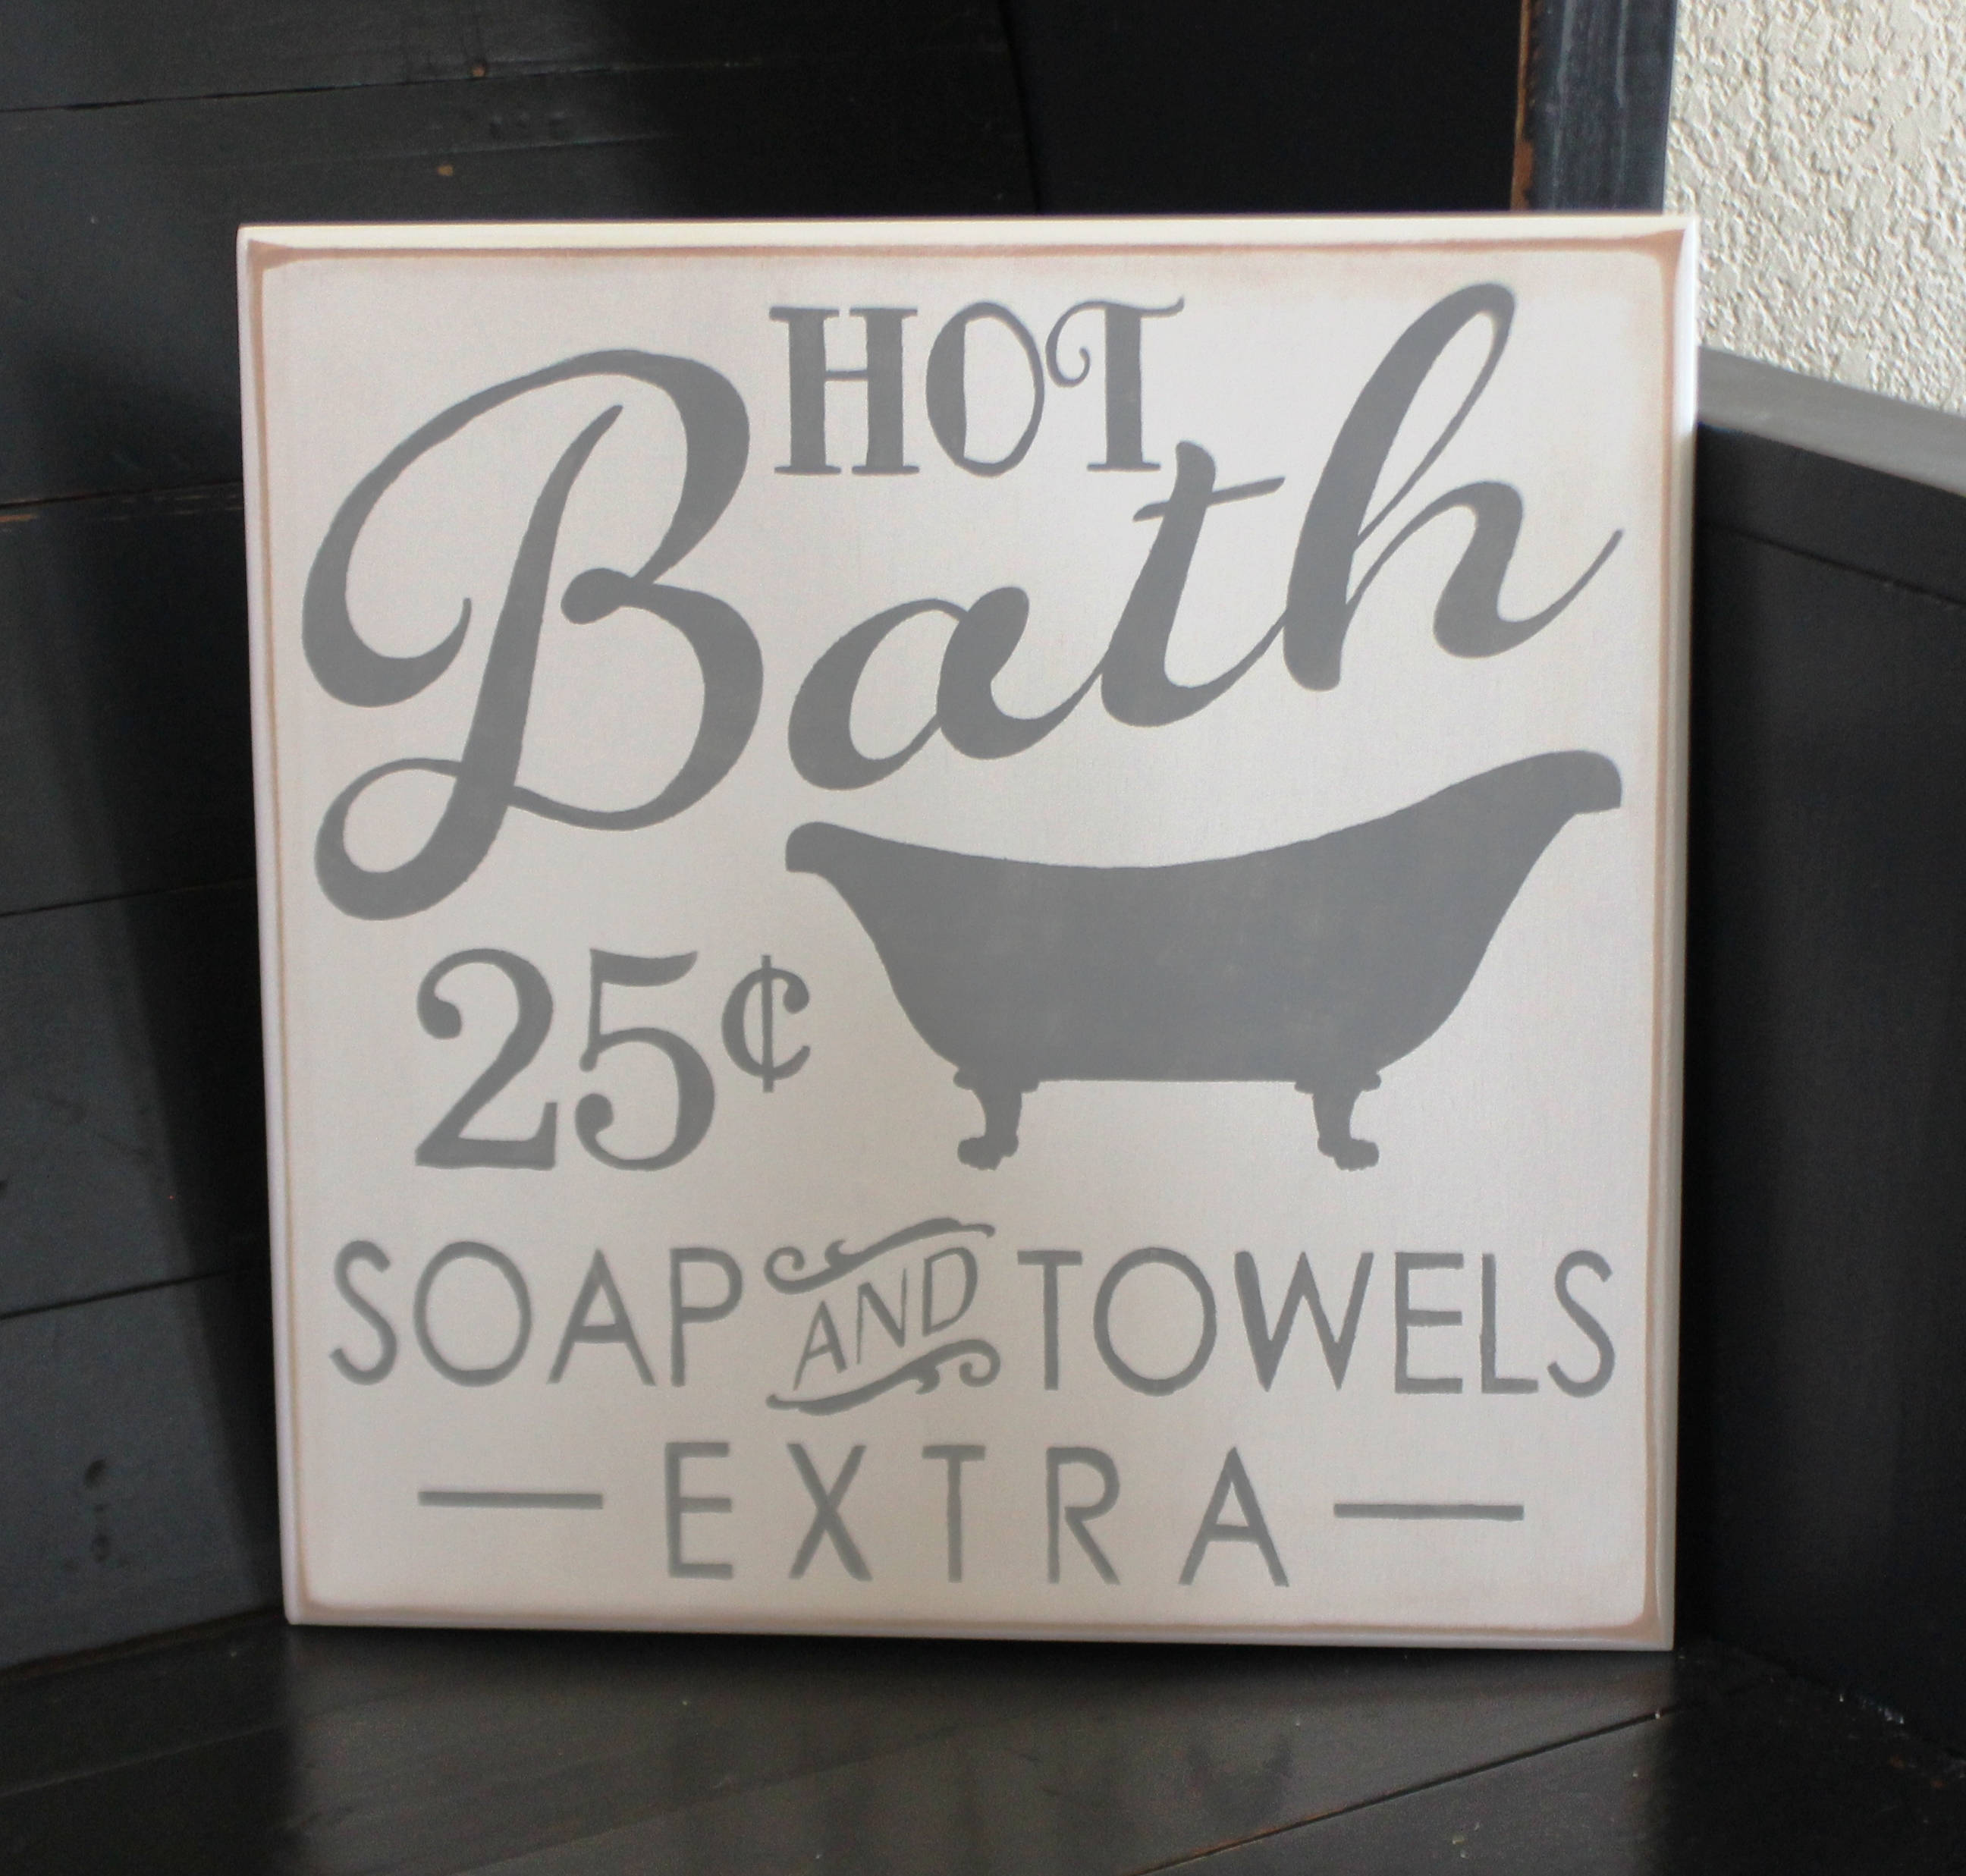 HOT
Bath
25¢
SOAP AND TOWELS
— EXTRA —